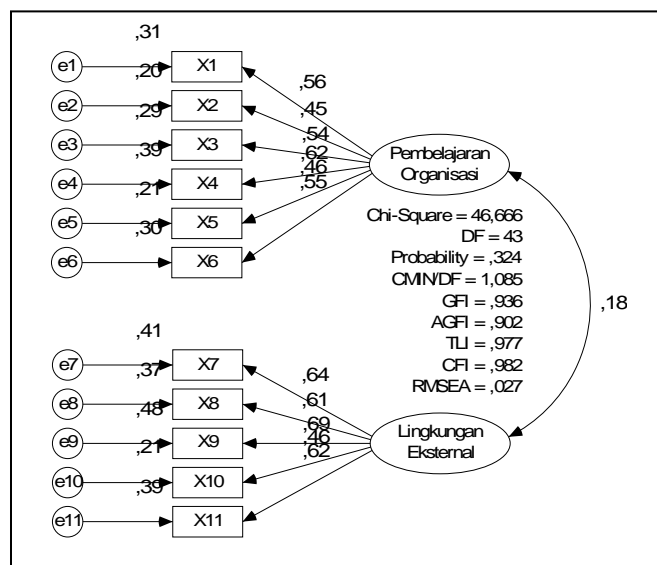 ,31
e1 X1
,20
,56
e2 X2
,29
,45
e3 X3
,54
,39
,62
e4 X4
,46
,21
,55
e5 X5
,30
e6 X6
Pembelajaran
Organisasi
Chi-Square = 46,666
DF = 43
Probability = ,324
CMIN/DF = 1,085
GFI = ,936
AGFI = ,902
TLI = ,977
CFI = ,982
RMSEA = ,027
,18
,41
e7 X7
,37
,64
e8 X8
,61
,48
,69
e9 X9
,46
,21
,62
e10 X10
,39
e11 X11
Lingkungan
Eksternal